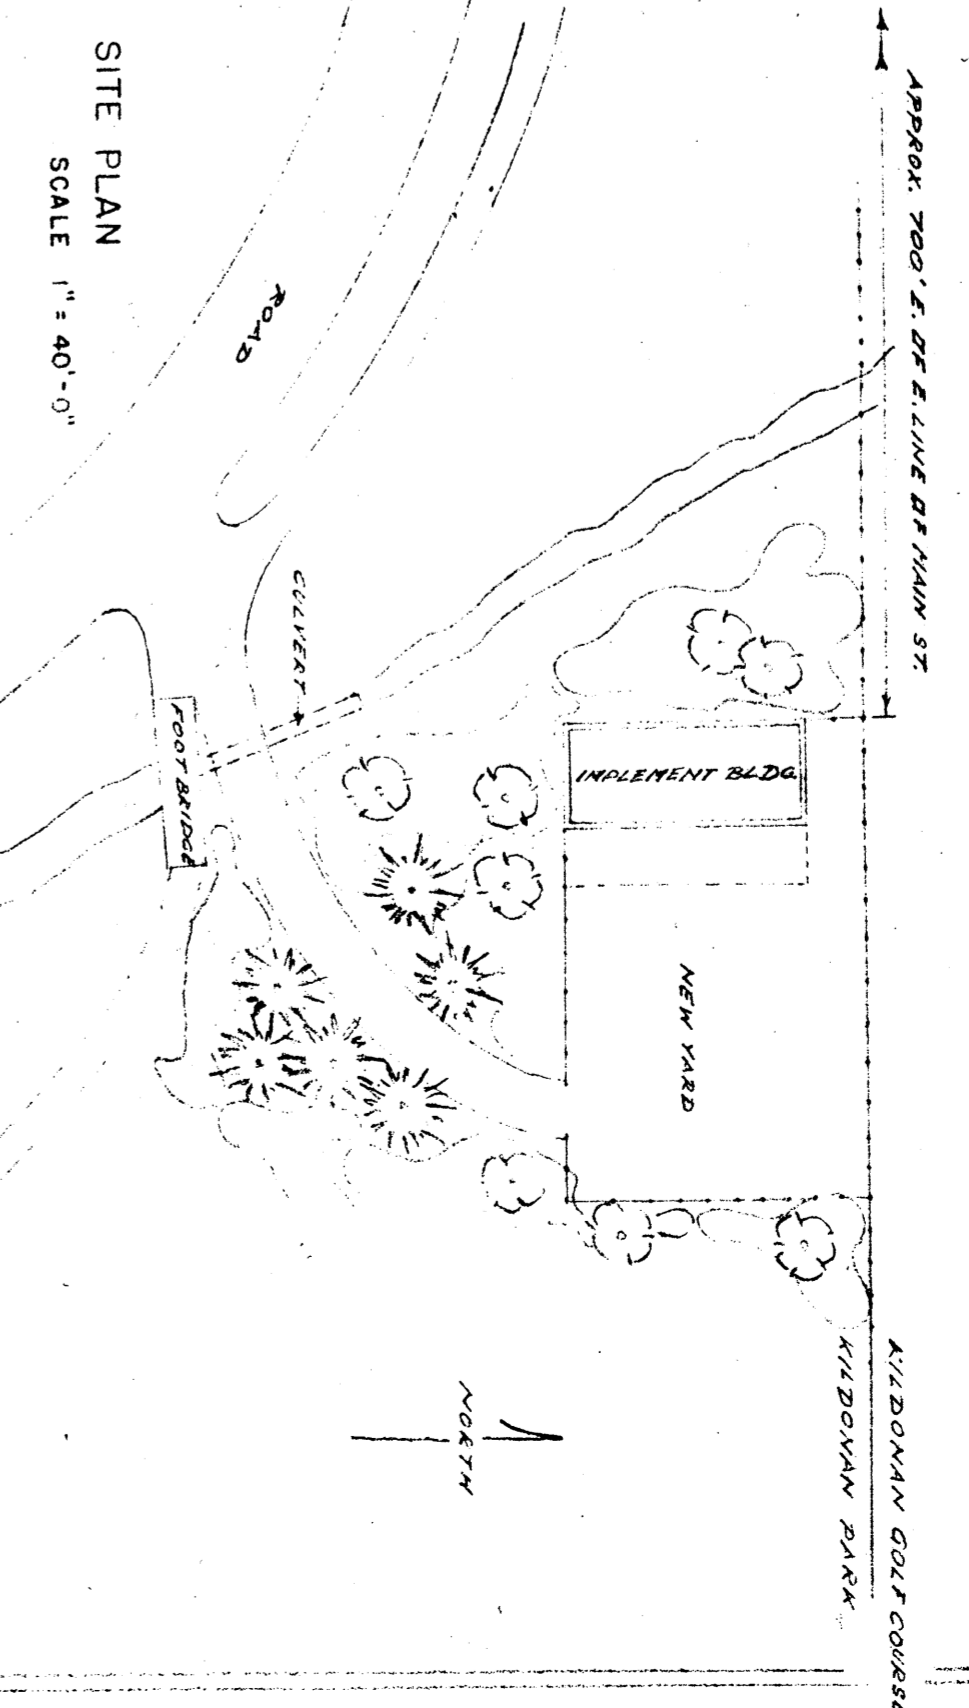 APPROX. 700' E. OF E. LINE OF MAIN ST.
KILDONAN GOLF COURSE
KILDONAN PARK
IMPLEMENT BLDG.
NEW YARD
NORTH
CULVERT
ROAD
FOOT BRIDGE
SITE PLAN
SCALE 1" = 40'-0"